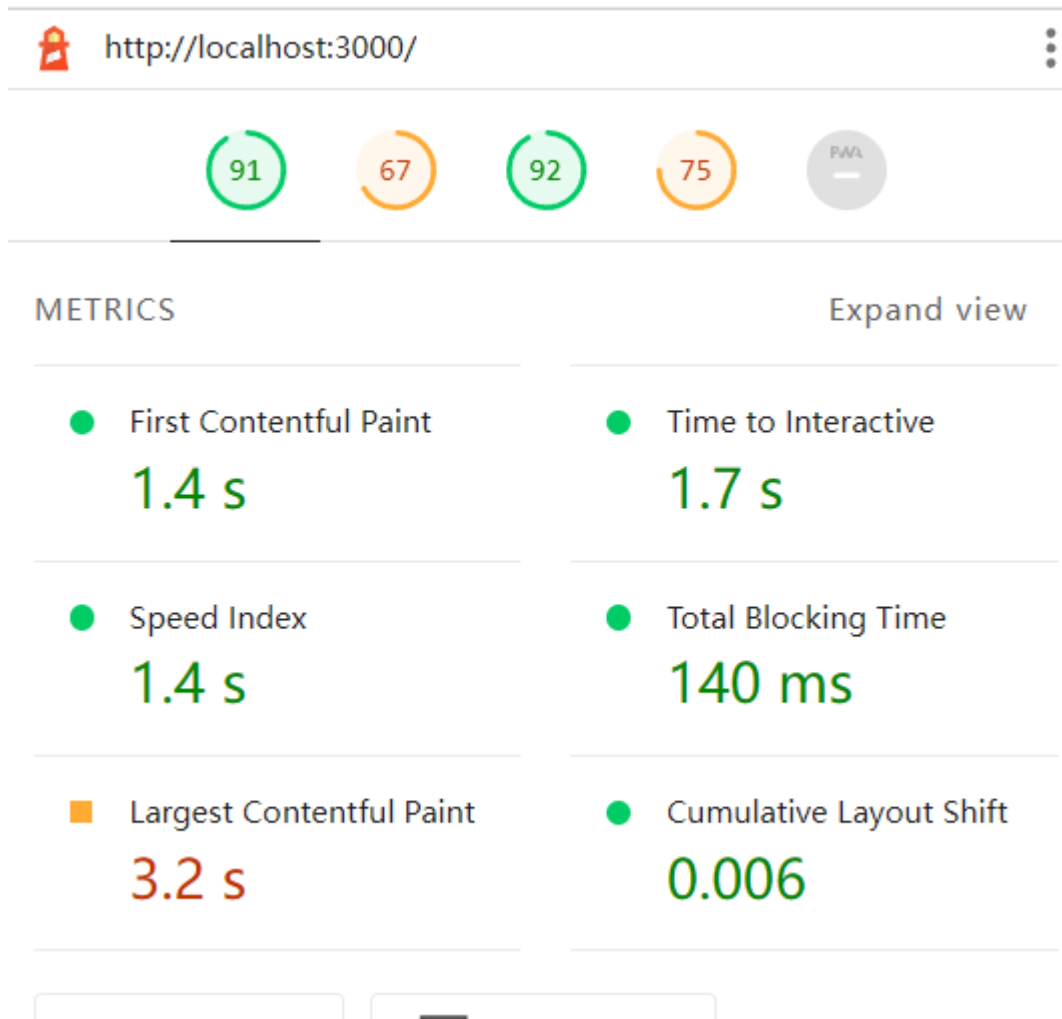 http://localhost:3000/
91 67 92 75 PWA
METRICS Expand view
First Contentful Paint Time to Interactive
1.4 s 1.7 s
Speed Index Total Blocking Time
1.4 s 140 ms
Largest Contentful Paint Cumulative Layout Shift
3.2 s 0.006